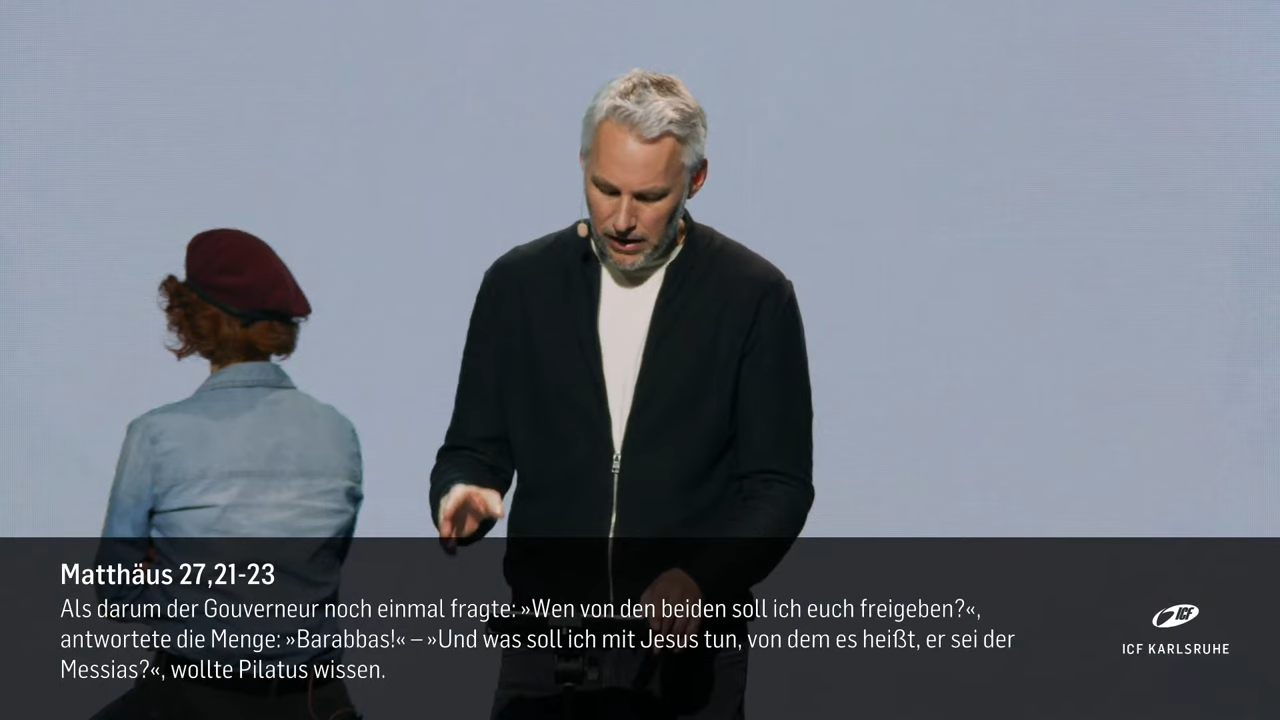 Matthäus 27,21-23
Als darum der Gouverneur noch einmal fragte: »Wen von den beiden soll ich euch freigeben?«,
antwortete die Menge: »Barabbas!« – »Und was soll ich mit Jesus tun, von dem es heißt, er sei der
Messias?«, wollte Pilatus wissen.
ICF
ICF KARLSRUHE